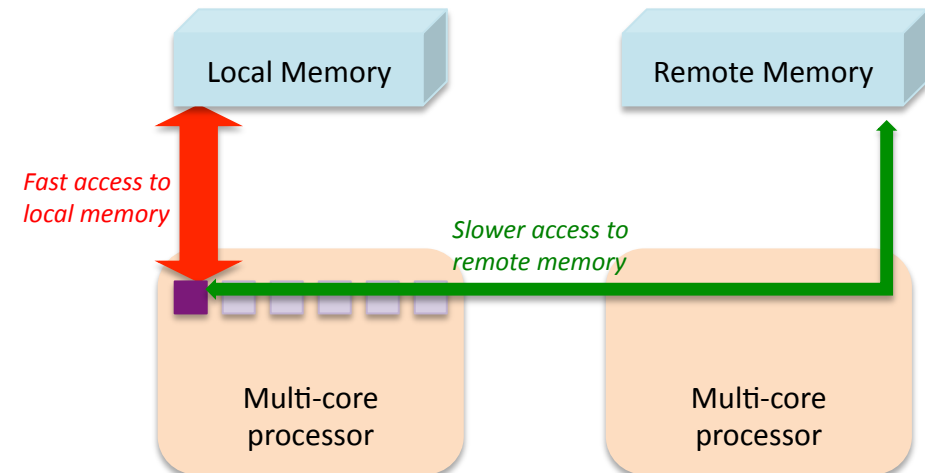 Local Memory
Remote Memory
Fast access to
local memory
Slower access to
remote memory
Multi-core
processor
Multi-core
processor